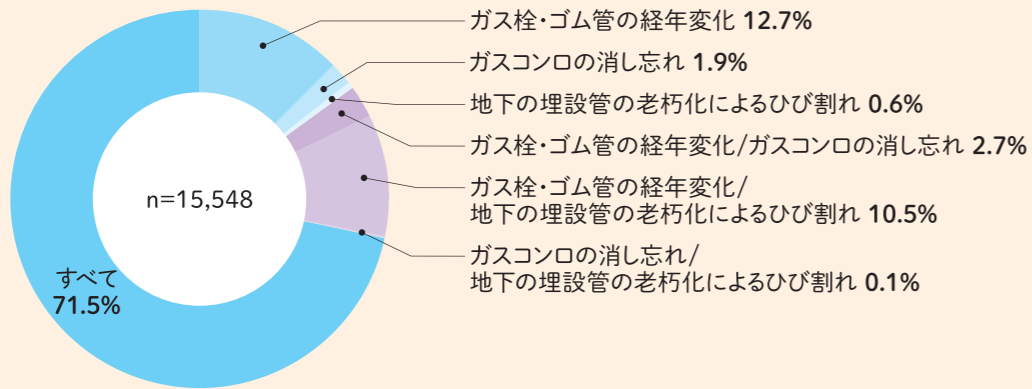 ガス栓・ゴム管の経年変化 12.7%
ガスコンロの消し忘れ 1.9%
地下の埋設管の老朽化によるひび割れ 0.6%
ガス栓・ゴム管の経年変化/ガスコンロの消し忘れ 2.7%
ガス栓・ゴム管の経年変化/
地下の埋設管の老朽化によるひび割れ 10.5%
ガスコンロの消し忘れ/
地下の埋設管の老朽化によるひび割れ 0.1%
n=15,548
すべて
71.5%